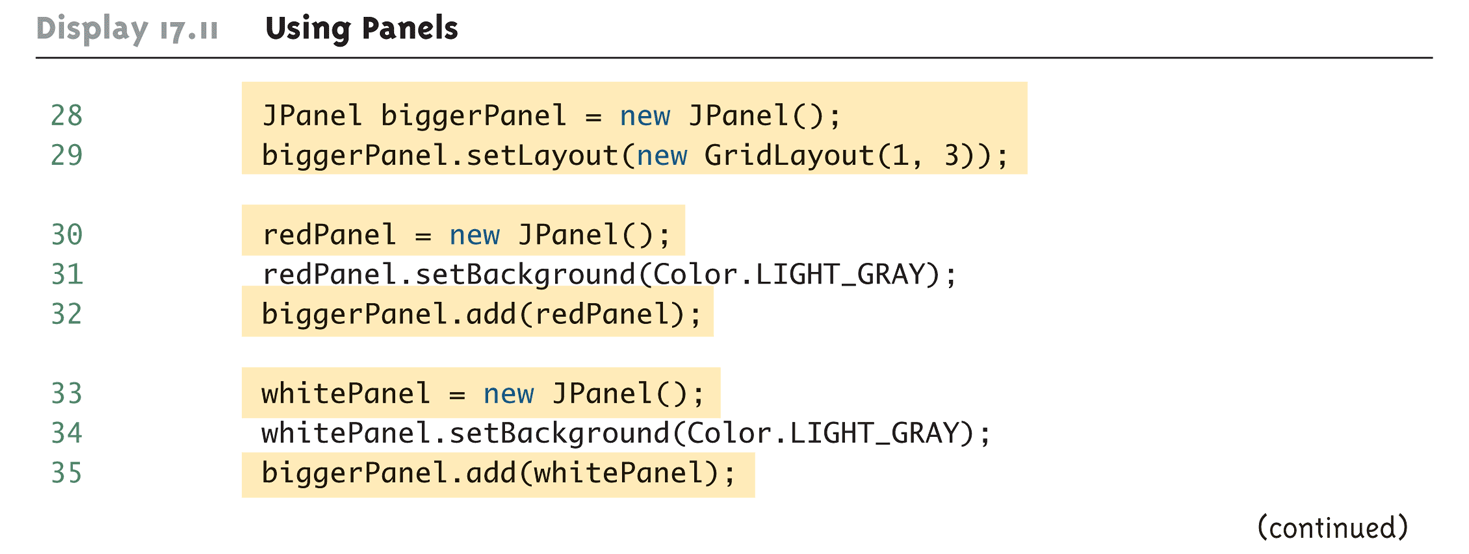 Display 17.11 Using Panels
28 JPanel biggerPanel = new JPanel();
29 biggerPanel.setLayout(new GridLayout(1, 3));
30 redPanel = new JPanel();
31 redPanel.setBackground(Color.LIGHT_GRAY);
32 biggerPanel.add(redPanel);
33 whitePanel = new JPanel();
34 whitePanel.setBackground(Color.LIGHT_GRAY);
35 biggerPanel.add(whitePanel);
(continued)